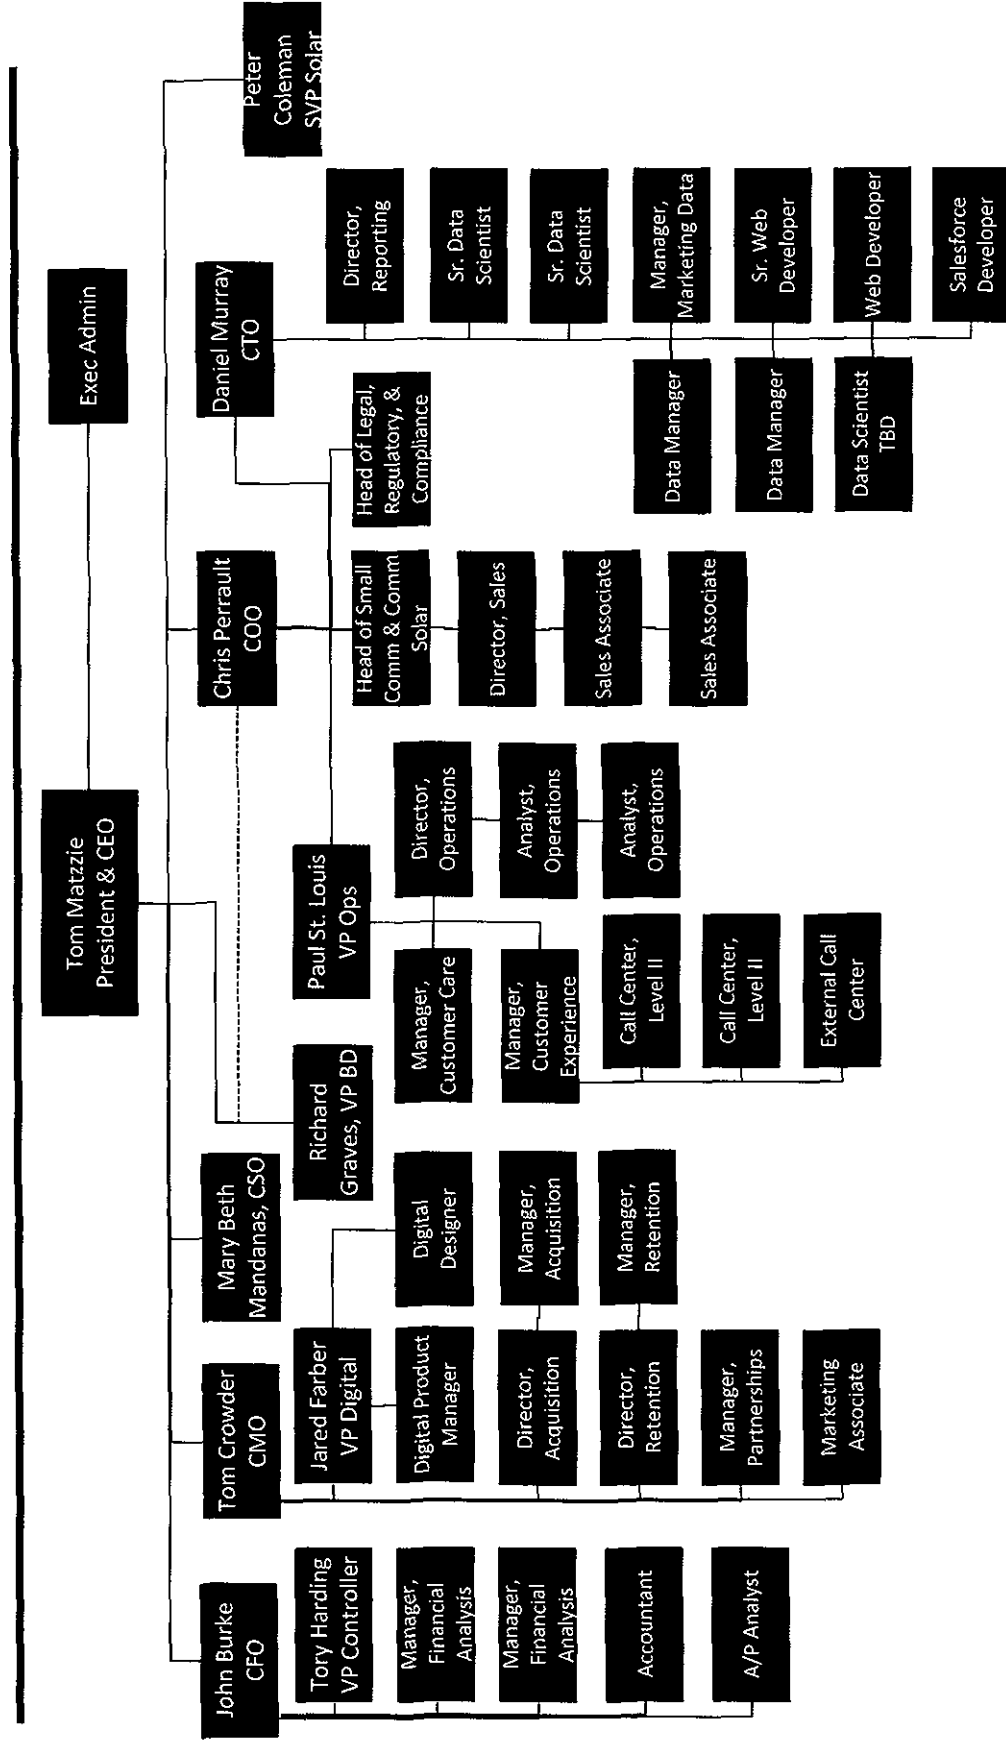 Tom Matzzie
President & CEO
Exec Admin
John Burke
CFO
Tom Crowder
CMO
Mary Beth
Mandanas, CSO
Chris Perrault
COO
Daniel Murray
CTO
Peter
Coleman
SVP Solar
Tory Harding
VP Controller
Manager,
Financial
Analysis
Manager,
Financial
Analysis
Accountant
A/P Analyst
Jared Farber
VP Digital
Digital Product
Manager
Digital
Designer
Director,
Acquisition
Manager,
Acquisition
Director,
Retention
Manager,
Retention
Manager,
Partnerships
Marketing
Associate
Richard
Graves, VP BD
Paul St. Louis
VP Ops
Manager,
Customer Care
Director,
Operations
Manager,
Customer
Experience
Analyst,
Operations
Call Center,
Level II
Analyst,
Operations
Call Center,
Level II
External Call
Center
Head of Small
Comm & Comm
Solar
Director, Sales
Sales Associate
Sales Associate
Head of Legal,
Regulatory, &
Compliance
Director,
Reporting
Sr. Data
Scientist
Sr. Data
Scientist
Data Manager
Manager,
Marketing Data
Data Manager
Sr. Web
Developer
Data Scientist
TBD
Web Developer
Salesforce
Developer